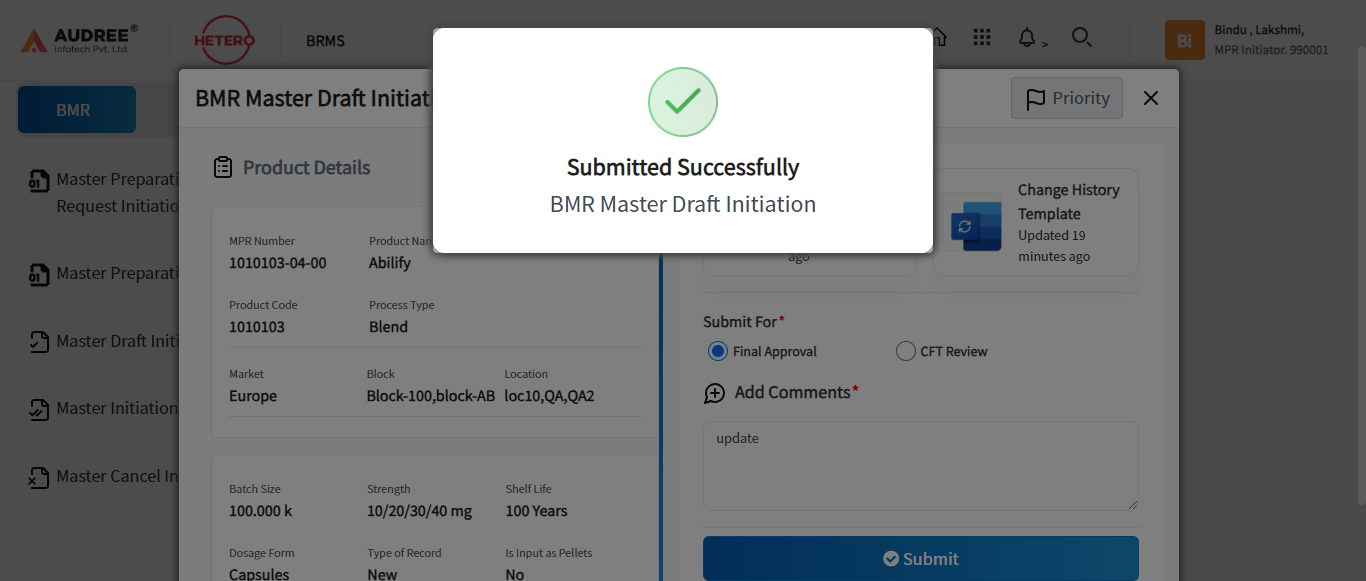 AUDREE®
Infotech Pvt. Ltd.
HETERO
BRMS
>
Bi
Bindu , Lakshmi,
MPR Initiator. 990001
BMR
Master Preparati
Request Initiatio
Master Preparati
Master Draft Initi
Master Initiation
Master Cancel In
BMR Master Draft Initiat
Priority
Submitted Successfully
BMR Master Draft Initiation
Product Details
MPR Number
1010103-04-00
Product Nam
Abilify
Product Code
1010103
Process Type
Blend
Market
Europe
Block
Block-100,block-AB
Location
loc10,QA,QA2
Batch Size
100.000 k
Strength
10/20/30/40 mg
Shelf Life
100 Years
Dosage Form
Capsules
Type of Record
New
Is Input as Pellets
No
ago
Change History
Template
Updated 19
minutes ago
Submit For*
Final Approval
CFT Review
Add Comments*
update
Submit